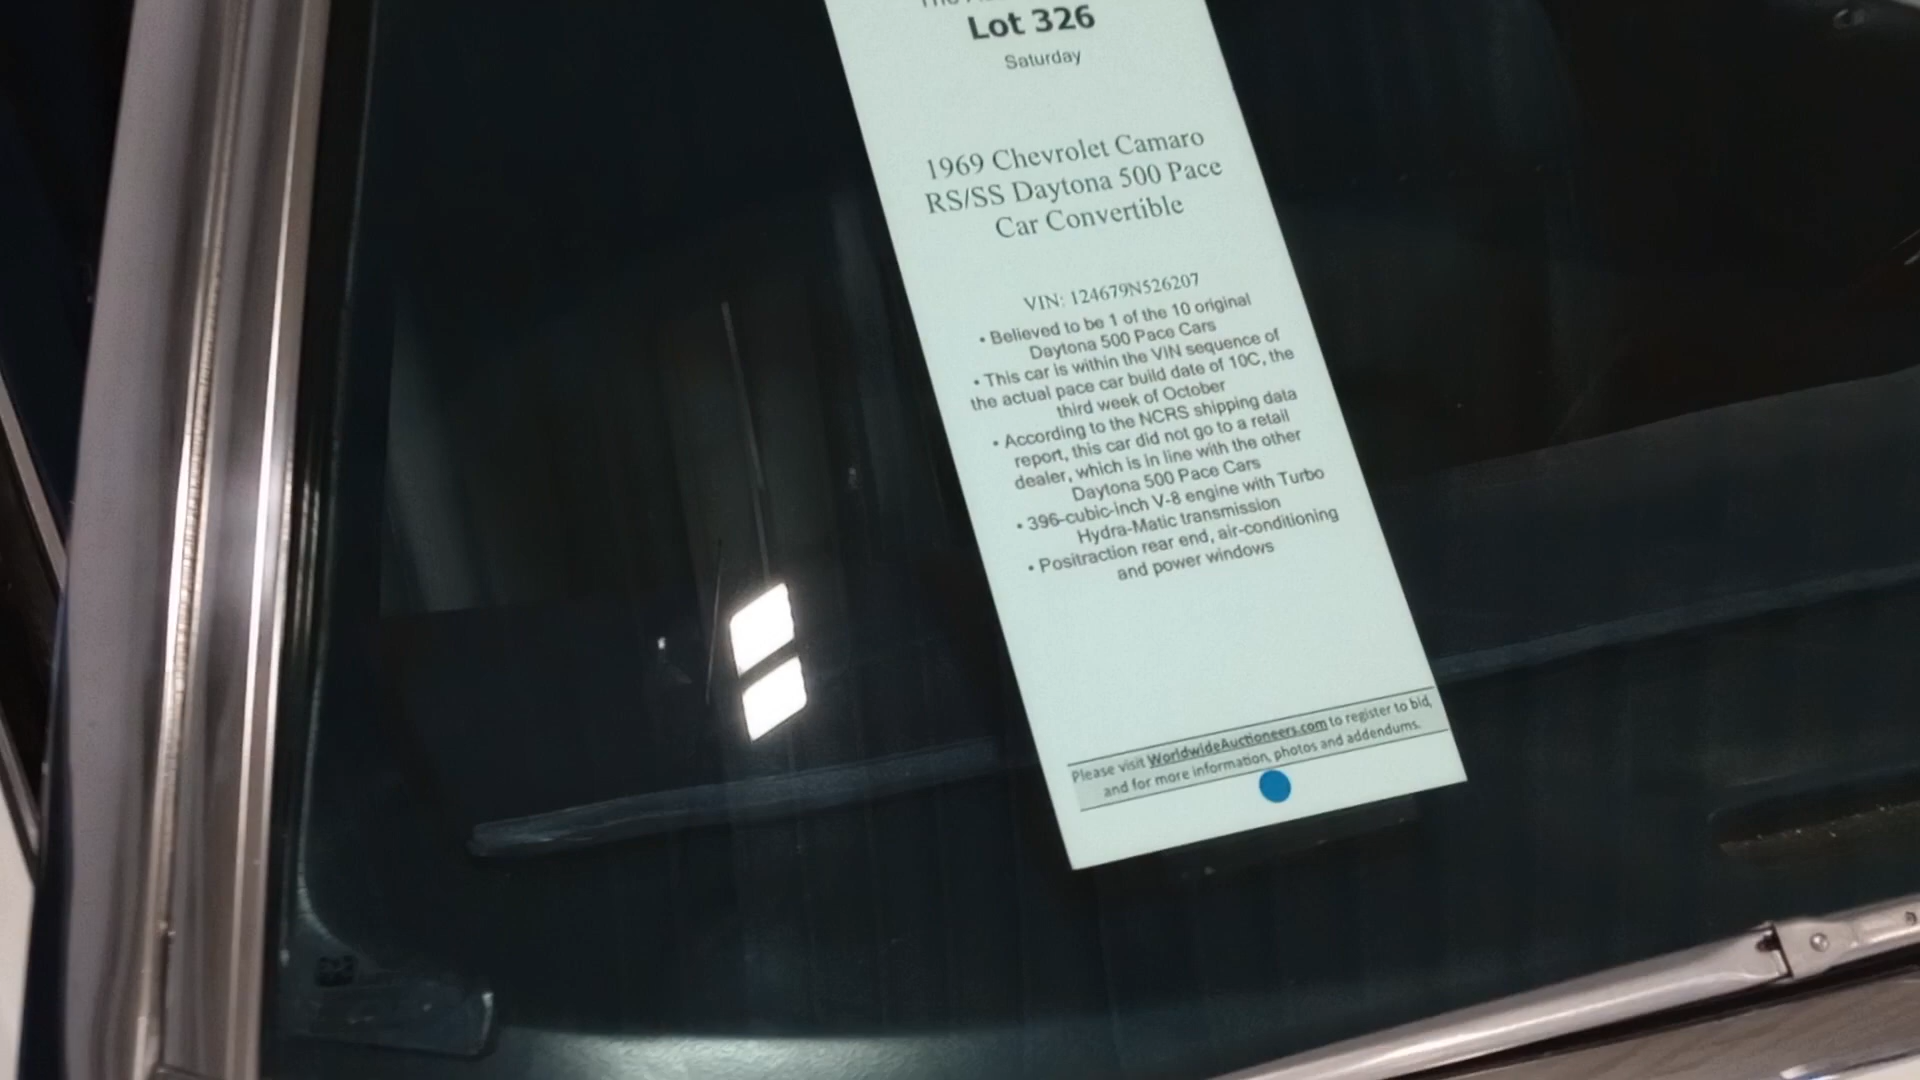 Lot 326
Saturday
1969 Chevrolet Camaro
RS/SS Daytona 500 Pace
Car Convertible
VIN: 124679N526207
• Believed to be 1 of the 10 original
Daytona 500 Pace Cars
• This car is within the VIN sequence of
the actual pace car build date of 10C, the
third week of October
• According to the NCRS shipping data
report, this car did not go to a retail
dealer, which is in line with the other
Daytona 500 Pace Cars
• 396-cubic-inch V-8 engine with Turbo
Hydra-Matic transmission
• Positraction rear end, air-conditioning
and power windows
Please visit WorldwideAuctioneers.com to register to bid,
and for more information, photos and addendums.